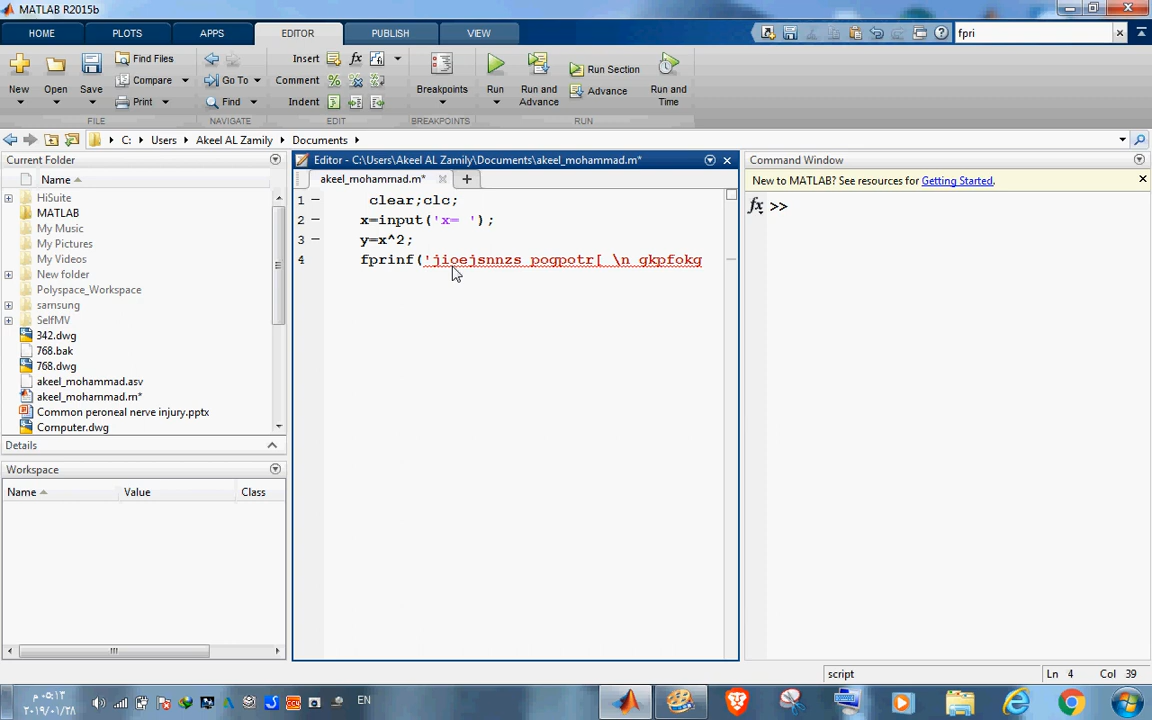 MATLAB R2015b
HOME PLOTS APPS EDITOR PUBLISH VIEW fpri
New Open Save Find Files Compare Print Go To Find Insert fx Comment % Indent Breakpoints Run Run and Advance Run Section Advance Run and Time
FILE NAVIGATE EDIT BREAKPOINTS RUN
C: Users Akeel AL Zamily Documents
Current Folder
Name
HiSuite
MATLAB
My Music
My Pictures
My Videos
New folder
Polyspace_Workspace
samsung
SelfMV
342.dwg
768.bak
768.dwg
akeel_mohammad.asv
akeel_mohammad.m*
Common peroneal nerve injury.pptx
Computer.dwg
Details
Workspace
Name Value Class
Editor - C:\Users\Akeel AL Zamily\Documents\akeel_mohammad.m*
akeel_mohammad.m*
1 clear;clc;
2 x=input('x= ');
3 y=x^2;
4 fprinf('jioejsnnzs pogpotr[ \n gkpfokg
Command Window
New to MATLAB? See resources for Getting Started.
fx >>
script Ln 4 Col 39
٠٥:١٣ م
٢٠١٩/٠١/٢٨
EN